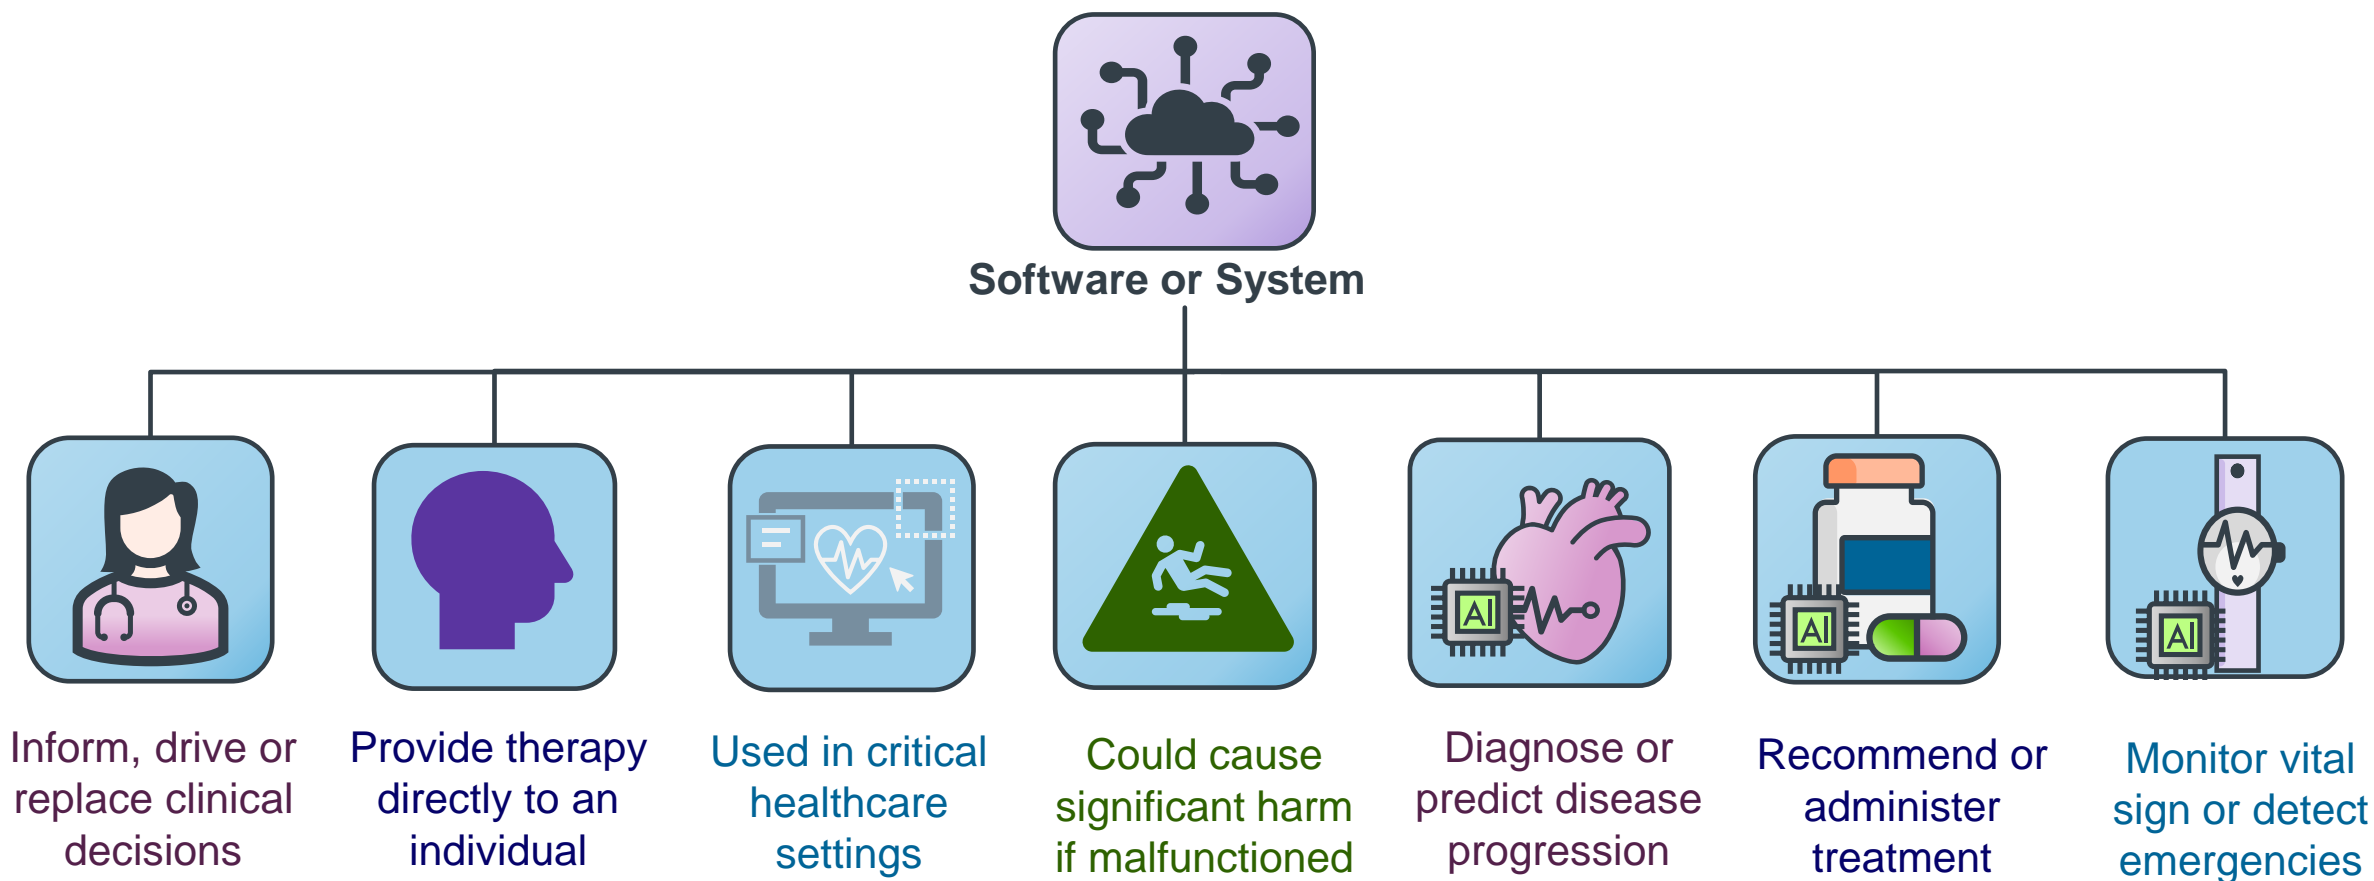 Software or System
Inform, drive or
replace clinical
decisions
Provide therapy
directly to an
individual
Used in critical
healthcare
settings
Could cause
significant harm
if malfunctioned
AI
Diagnose or
predict disease
progression
AI
Recommend or
administer
treatment
AI
Monitor vital
sign or detect
emergencies